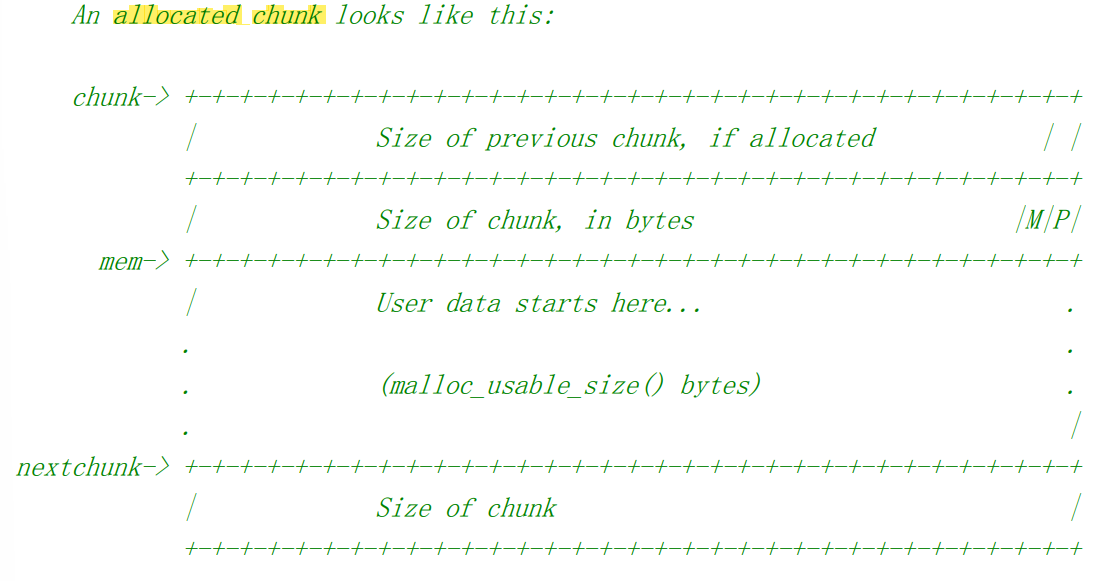 An allocated chunk looks like this:
chunk-> +-+-+-+-+-+-+-+-+-+-+-+-+-+-+-+-+-+-+-+-+-+-+-+-+-+-+-+-+-+-+-+-+
| Size of previous chunk, if allocated | |
+-+-+-+-+-+-+-+-+-+-+-+-+-+-+-+-+-+-+-+-+-+-+-+-+-+-+-+-+-+-+-+-+
| Size of chunk, in bytes |M|P|
mem-> +-+-+-+-+-+-+-+-+-+-+-+-+-+-+-+-+-+-+-+-+-+-+-+-+-+-+-+-+-+-+-+-+
| User data starts here... .
. .
. (malloc_usable_size() bytes) .
. |
nextchunk-> +-+-+-+-+-+-+-+-+-+-+-+-+-+-+-+-+-+-+-+-+-+-+-+-+-+-+-+-+-+-+-+-+
| Size of chunk |
+-+-+-+-+-+-+-+-+-+-+-+-+-+-+-+-+-+-+-+-+-+-+-+-+-+-+-+-+-+-+-+-+